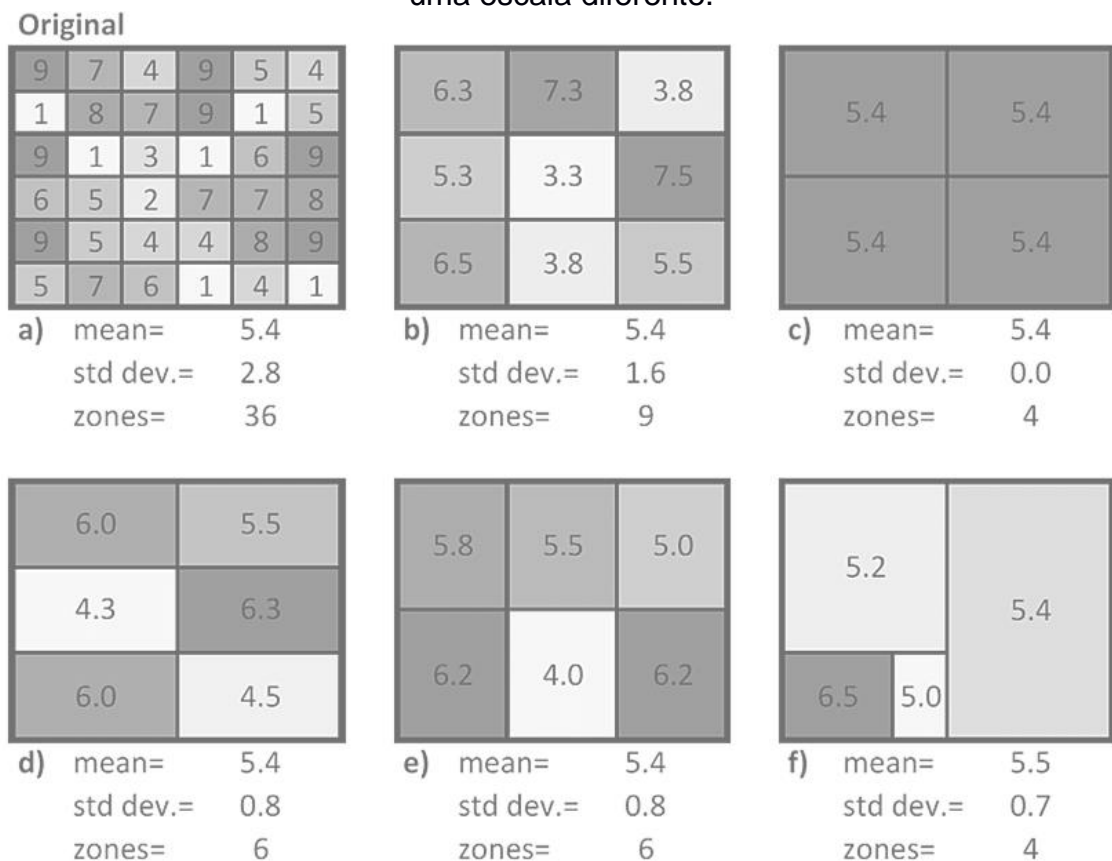 uma escala diferente.
Original
9 7 4 9 5 4
1 8 7 9 1 5
9 1 3 1 6 9
6 5 2 7 7 8
9 5 4 4 8 9
5 7 6 1 4 1
a) mean= 5.4
std dev.= 2.8
zones= 36
6.3 7.3 3.8
5.3 3.3 7.5
6.5 3.8 5.5
b) mean= 5.4
std dev.= 1.6
zones= 9
5.4 5.4
5.4 5.4
c) mean= 5.4
std dev.= 0.0
zones= 4
6.0 5.5
4.3 6.3
6.0 4.5
d) mean= 5.4
std dev.= 0.8
zones= 6
5.8 5.5 5.0
6.2 4.0 6.2
e) mean= 5.4
std dev.= 0.8
zones= 6
5.2
5.4
6.5 5.0
f) mean= 5.5
std dev.= 0.7
zones= 4